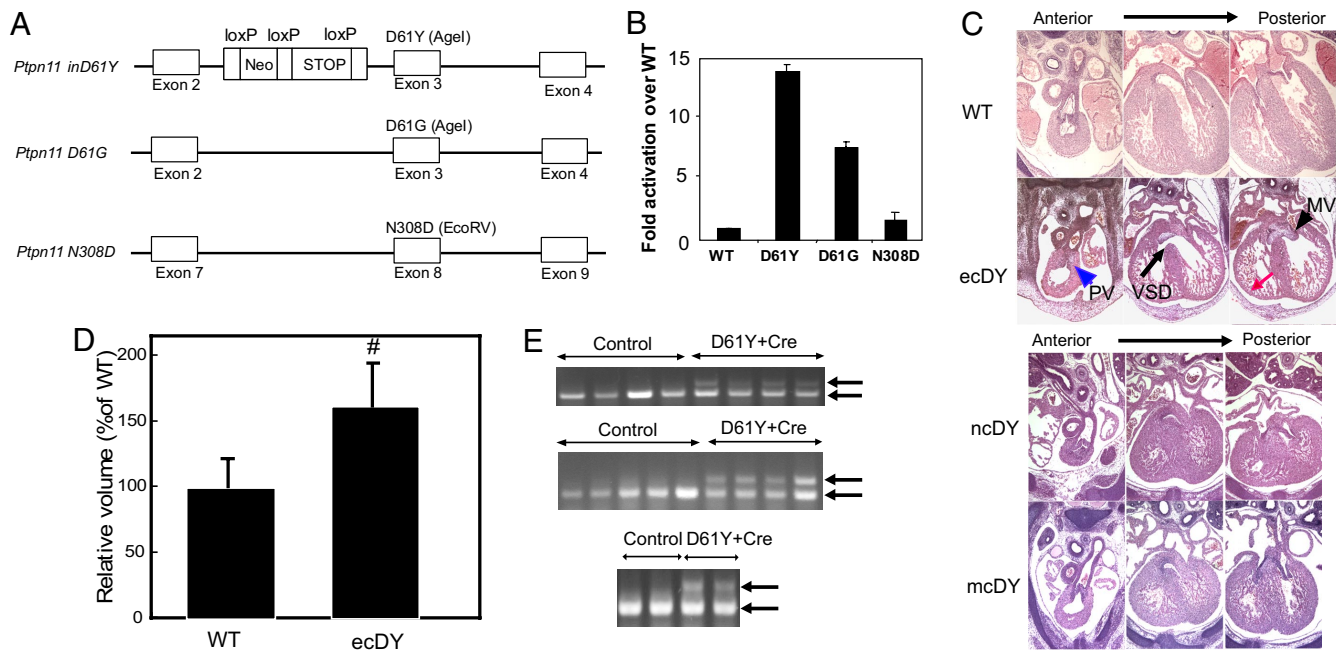 A
loxP loxP loxP
D61Y (AgeI)
Ptpn11 inD61Y
Neo STOP
Exon 2 Exon 3 Exon 4
D61G (AgeI)
Ptpn11 D61G
Exon 2 Exon 3 Exon 4
N308D (EcoRV)
Ptpn11 N308D
Exon 7 Exon 8 Exon 9
B
Fold activation over WT
15
10
5
0
WT D61Y D61G N308D
C
Anterior Posterior
WT
ecDY
PV
VSD
MV
Anterior Posterior
ncDY
mcDY
D
Relative volume (%of WT)
200
150
100
50
0
#
WT ecDY
E
Control D61Y+Cre
Control D61Y+Cre
Control D61Y+Cre